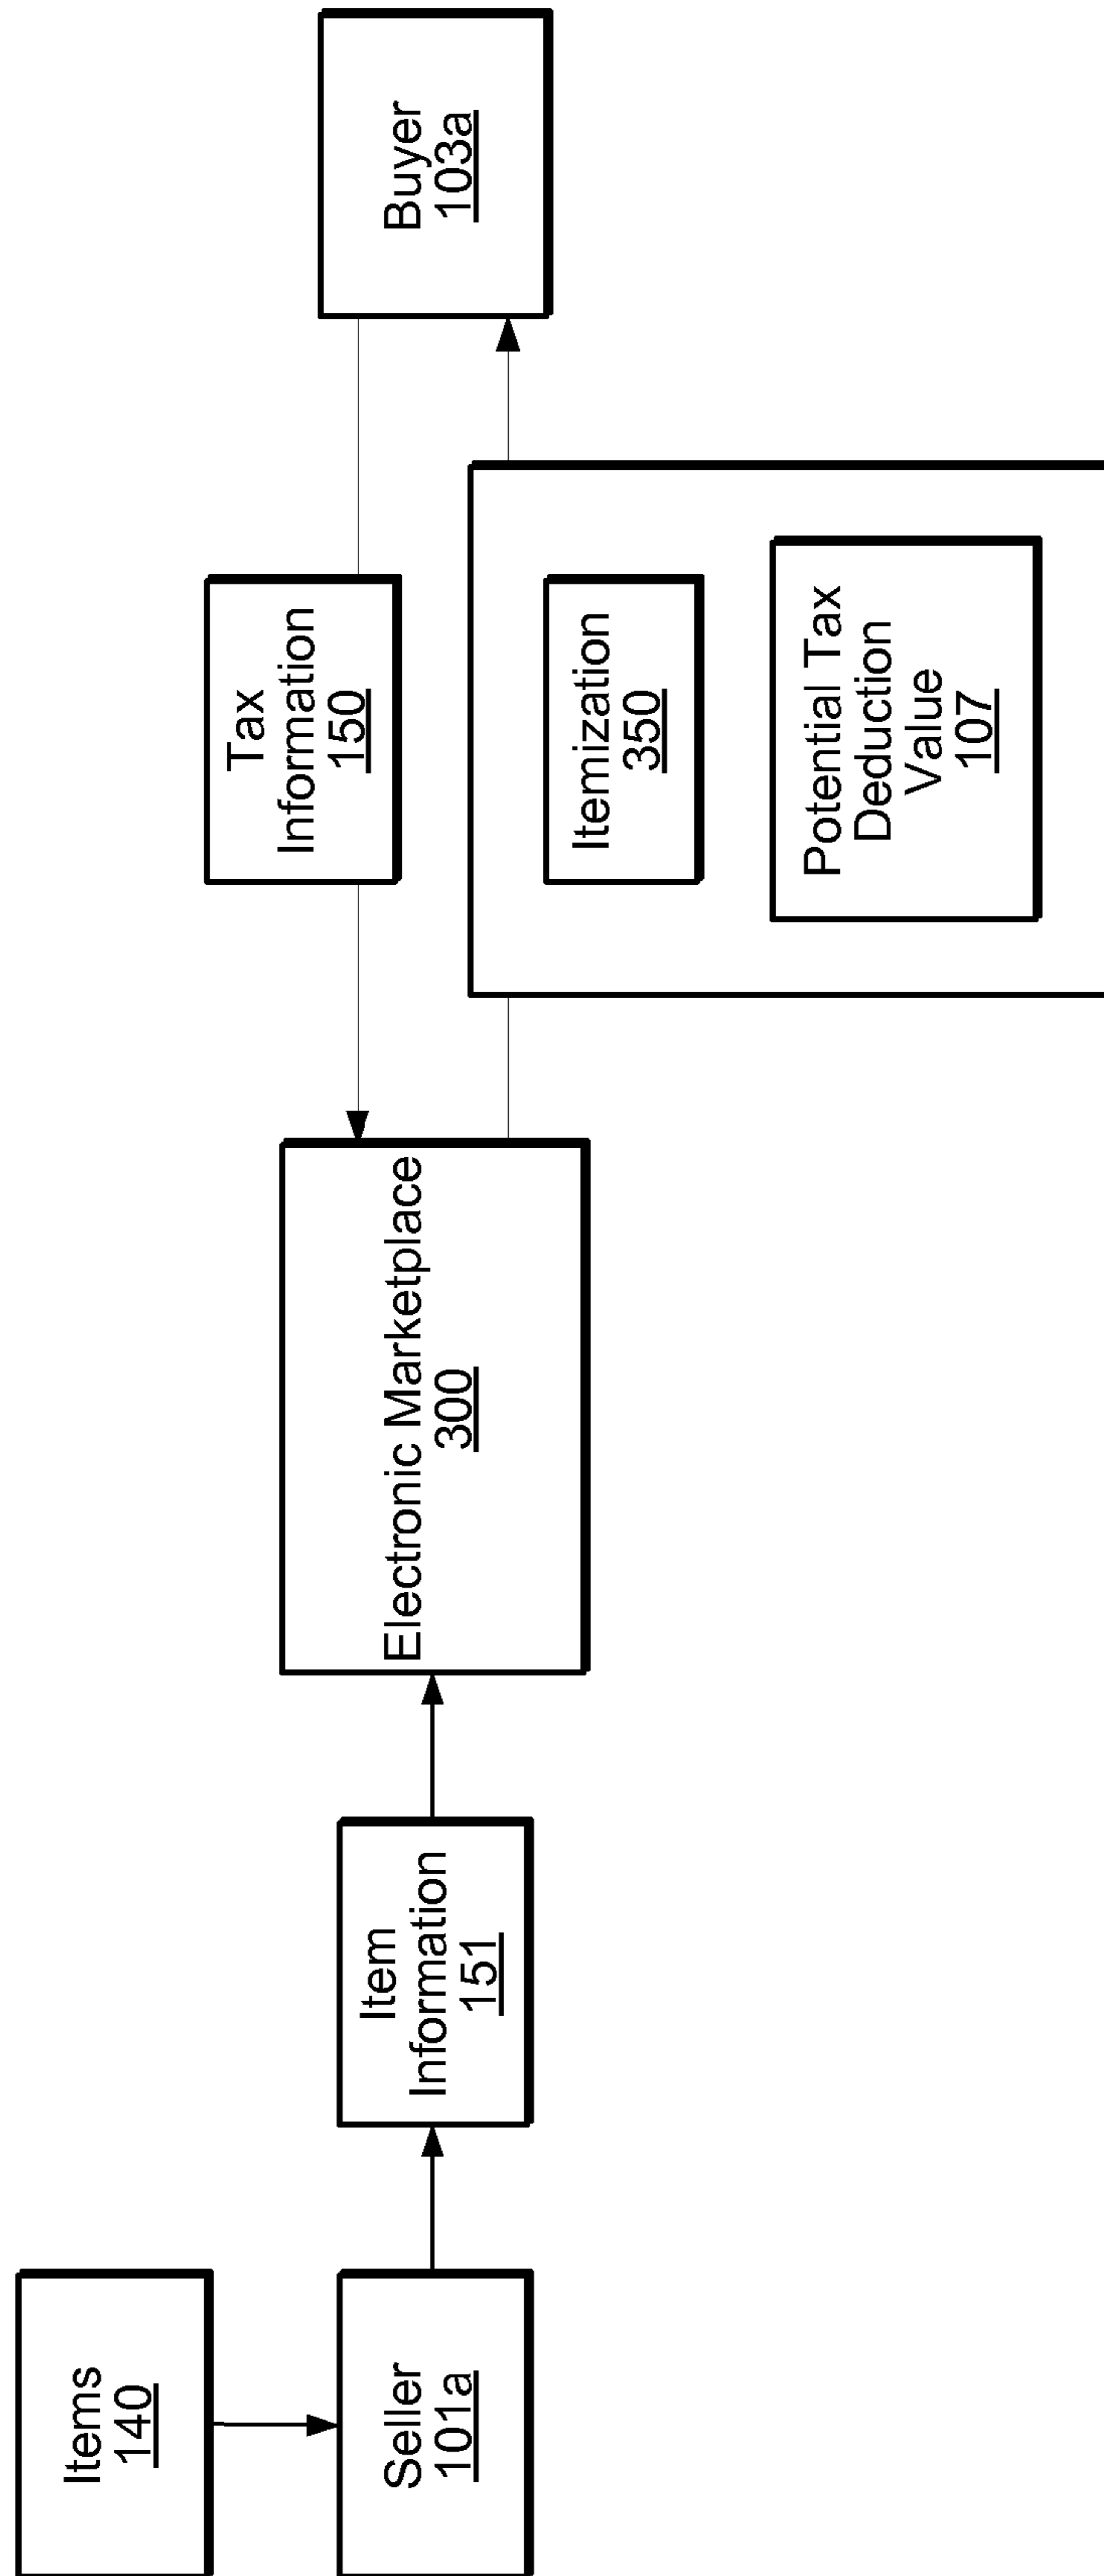 Items
140
Seller
101a
Item
Information
151
Electronic Marketplace
300
Tax
Information
150
Itemization
350
Potential Tax
Deduction
Value
107
Buyer
103a